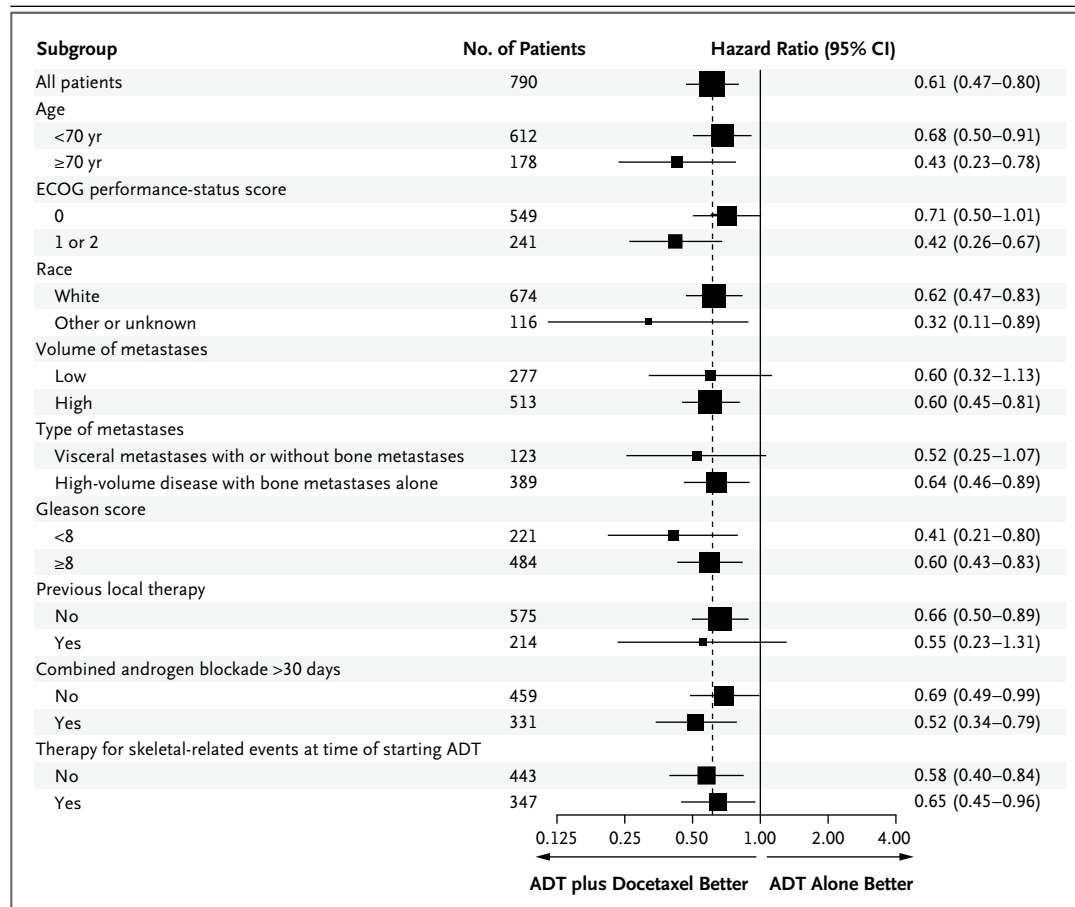 Subgroup No. of Patients Hazard Ratio (95% CI)
All patients 790 0.61 (0.47–0.80)
Age
<70 yr 612 0.68 (0.50–0.91)
≥70 yr 178 0.43 (0.23–0.78)
ECOG performance-status score
0 549 0.71 (0.50–1.01)
1 or 2 241 0.42 (0.26–0.67)
Race
White 674 0.62 (0.47–0.83)
Other or unknown 116 0.32 (0.11–0.89)
Volume of metastases
Low 277 0.60 (0.32–1.13)
High 513 0.60 (0.45–0.81)
Type of metastases
Visceral metastases with or without bone metastases 123 0.52 (0.25–1.07)
High-volume disease with bone metastases alone 389 0.64 (0.46–0.89)
Gleason score
<8 221 0.41 (0.21–0.80)
≥8 484 0.60 (0.43–0.83)
Previous local therapy
No 575 0.66 (0.50–0.89)
Yes 214 0.55 (0.23–1.31)
Combined androgen blockade >30 days
No 459 0.69 (0.49–0.99)
Yes 331 0.52 (0.34–0.79)
Therapy for skeletal-related events at time of starting ADT
No 443 0.58 (0.40–0.84)
Yes 347 0.65 (0.45–0.96)
0.125 0.25 0.50 1.00 2.00 4.00
ADT plus Docetaxel Better ADT Alone Better